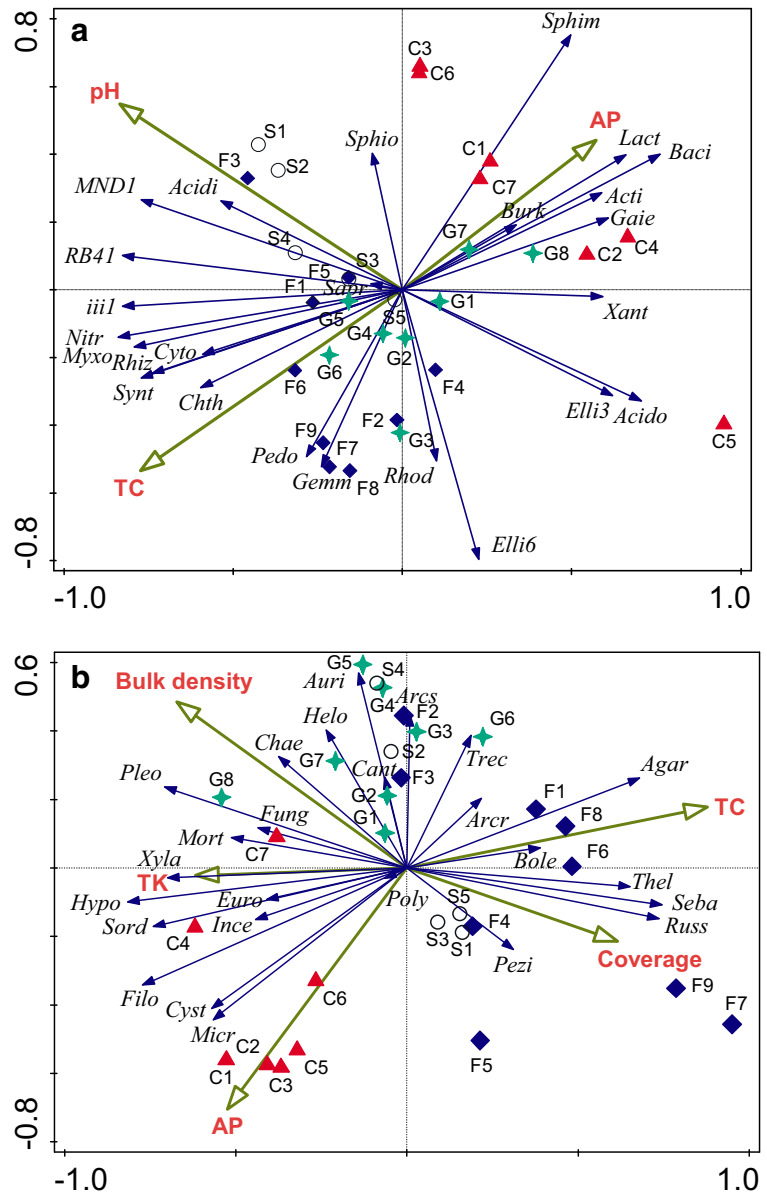 0.8
a
Sphim
C3
C6
pH
AP
S1
Sphio
C1
Lact
Baci
F3
S2
C7
MND1
Acidi
Burk
Acti
G7
Gaie
S4
S3
G8
C2
C4
RB41
F5
Sapr
F1
iii1
G5
S5
G1
Xant
Nitr
G4
G2
Myxo
Rhiz
Cyto
G6
Synt
F6
F4
Chth
Elli3
Acido
F9
F2
G3
C5
Pedo
F7
TC
Gemm
F8
Rhod
Elli6
-0.8
-1.0
1.0
0.6
b
G5
S4
Bulk density
Auri
G4
Arcs
F2
Helo
G3
G6
Chae
S2
Trec
G7
Pleo
Cant
F3
Agar
G8
G2
F1
TC
Fung
Arcr
F8
Mort
G1
C7
Xyla
Bole
F6
TK
Thel
Hypo
Euro
Poly
S5
Seba
Sord
Ince
F4
Russ
C4
S3
S1
Pezi
Coverage
Filo
C6
F9
Cyst
F7
Micr
C2
C1
C3
C5
F5
AP
-0.8
-1.0
1.0